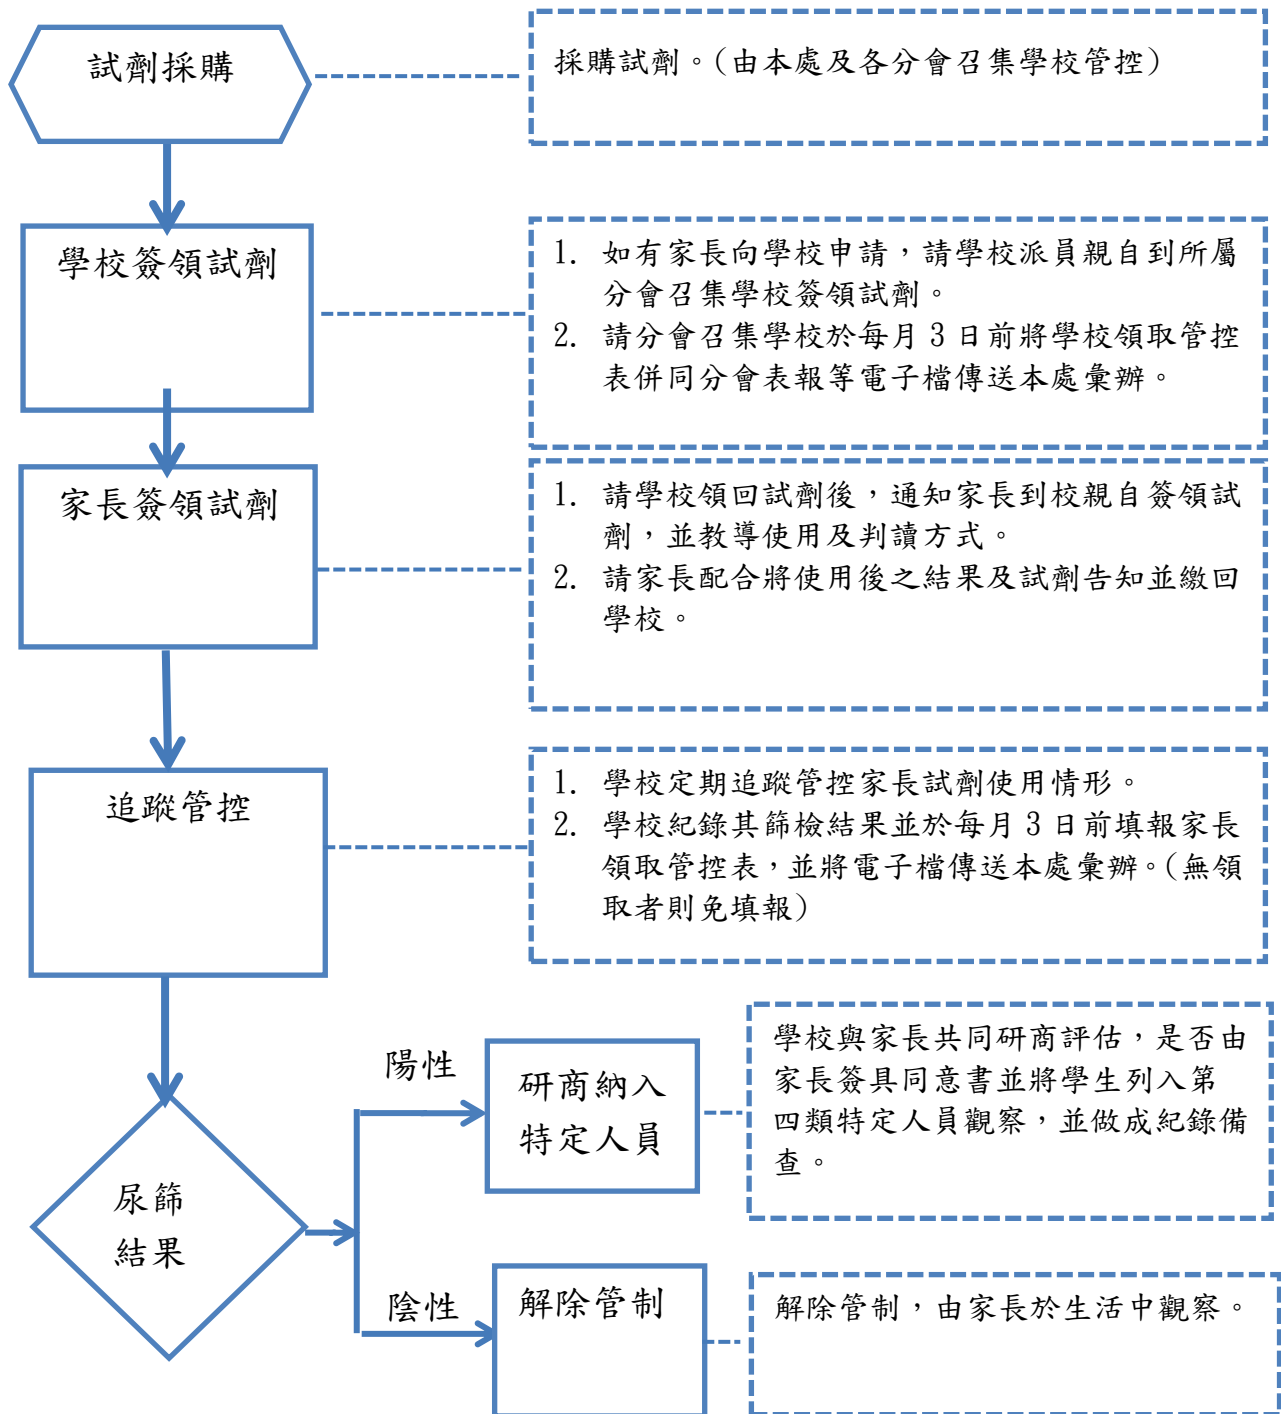 試劑採購
採購試劑。(由本處及各分會召集學校管控)
學校簽領試劑
1. 如有家長向學校申請，請學校派員親自到所屬
分會召集學校簽領試劑。
2. 請分會召集學校於每月 3 日前將學校領取管控
表併同分會表報等電子檔傳送本處彙辦。
家長簽領試劑
1. 請學校領回試劑後，通知家長到校親自簽領試
劑，並教導使用及判讀方式。
2. 請家長配合將使用後之結果及試劑告知並繳回
學校。
追蹤管控
1. 學校定期追蹤管控家長試劑使用情形。
2. 學校紀錄其篩檢結果並於每月 3 日前填報家長
領取管控表，並將電子檔傳送本處彙辦。(無領
取者則免填報)
尿篩
結果
陽性
研商納入
特定人員
學校與家長共同研商評估，是否由
家長簽具同意書並將學生列入第
四類特定人員觀察，並做成紀錄備
查。
陰性
解除管制
解除管制，由家長於生活中觀察。